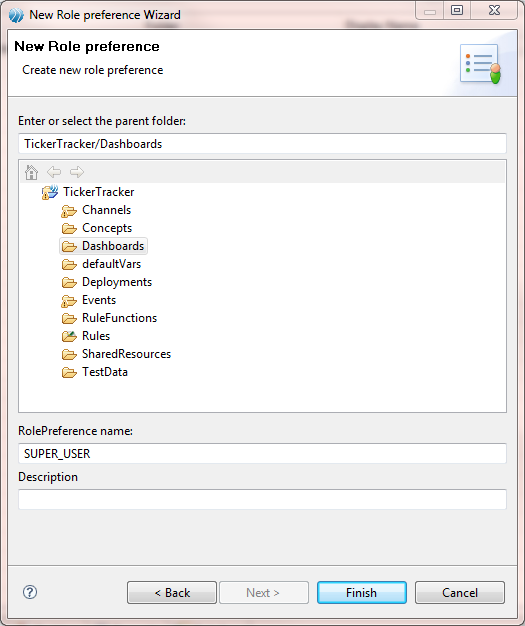 New Role preference Wizard
New Role preference
Create new role preference
Enter or select the parent folder:
TickerTracker/Dashboards
TickerTracker
Channels
Concepts
Dashboards
defaultVars
Deployments
Events
RuleFunctions
Rules
SharedResources
TestData
RolePreference name:
SUPER_USER
Description
? < Back Next > Finish Cancel